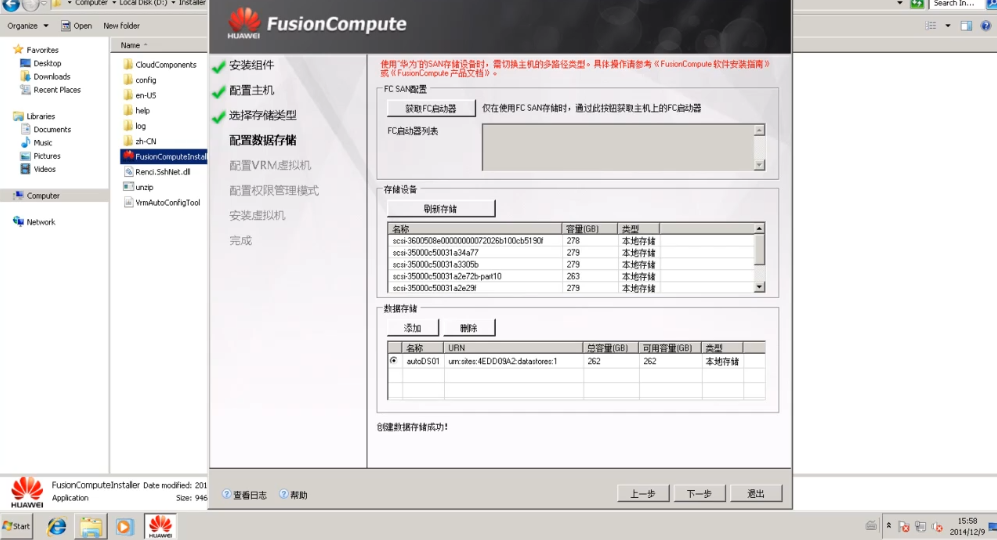 Computer ▾ Local Disk (D:) ▾ Installer
Search In...
Organize ▾ Open New folder
Name
Favorites
Desktop
Downloads
Recent Places
Libraries
Documents
Music
Pictures
Videos
Computer
Network
CloudComponents
config
en-US
help
log
zh-CN
FusionComputeInstall
Renci.SshNet.dll
unzip
VrmAutoConfigTool
HUAWEI
FusionCompute
安装组件
配置主机
选择存储类型
配置数据存储
配置VRM虚拟机
配置权限管理模式
安装虚拟机
完成
使用“华为”的SAN存储设备时，需切换主机的多路径类型。具体操作请参考《FusionCompute 软件安装指南》
或《FusionCompute 产品文档》。
FC SAN配置
获取FC启动器 仅在使用FC SAN存储时，通过此按钮获取主机上的FC启动器
FC启动器列表
存储设备
刷新存储
名称 容量(GB) 类型
scsi-3600508e00000000072026b100cb5190f 278 本地存储
scsi-35000c50031a34a77 279 本地存储
scsi-35000c50031a3305b 279 本地存储
scsi-35000c50031a2e72b-part10 263 本地存储
scsi-35000c50031a2e29f 279 本地存储
数据存储
添加 删除
名称 URN 总容量(GB) 可用容量(GB) 类型
autoDS01 urn:sites:4EDD09A2:datastores:1 262 262 本地存储
创建数据存储成功！
查看日志 帮助
上一步 下一步 退出
FusionComputeInstaller Date modified: 201
Application Size: 946
HUAWEI
Start
HUAWEI
15:58
2014/12/9